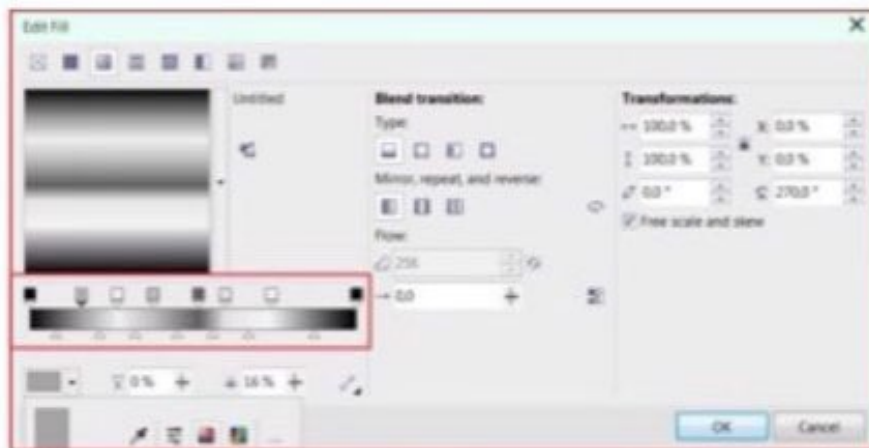 Edit Fill
Untitled
Blend transition:
Type:
Mirror, repeat, and reverse:
Flow:
256
0,0
Transformations:
100,0 %
X: 0,0 %
100,0 %
Y: 0,0 %
0,0 °
270,0 °
Free scale and skew
0 %
16 %
OK
Cancel